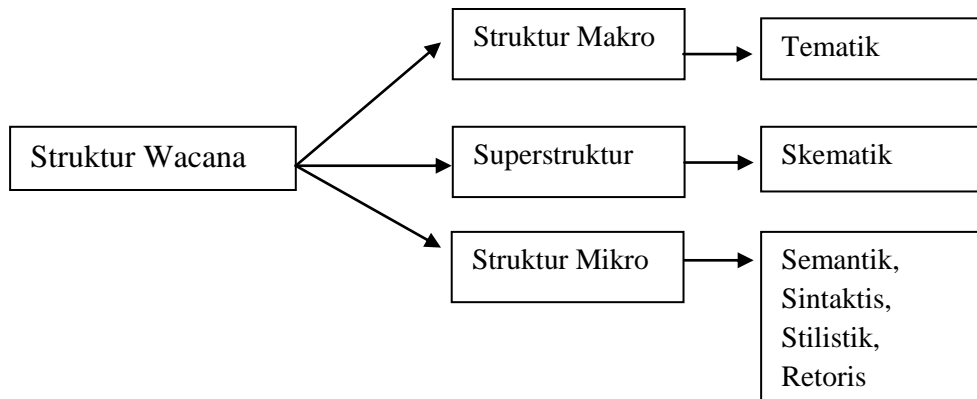 Struktur Wacana
Struktur Makro
Tematik
Superstruktur
Skematik
Struktur Mikro
Semantik,
Sintaktis,
Stilistik,
Retoris